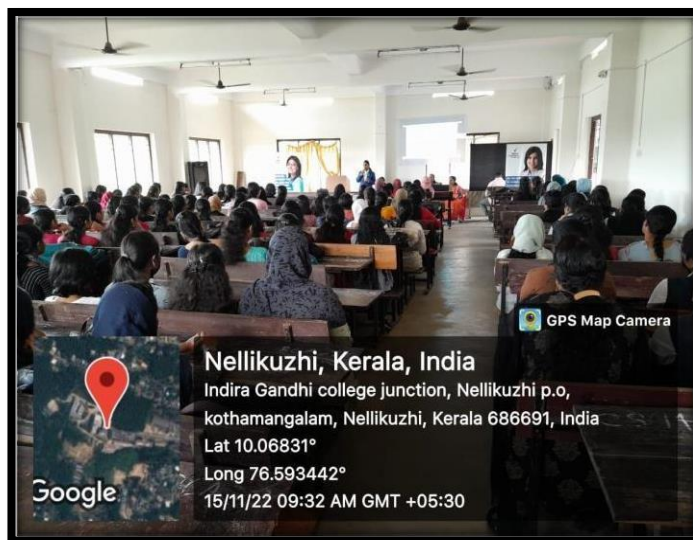 GPS Map Camera
Nellikuzhi, Kerala, India
Indira Gandhi college junction, Nellikuzhi p.o,
kothamangalam, Nellikuzhi, Kerala 686691, India
Lat 10.06831°
Long 76.593442°
15/11/22 09:32 AM GMT +05:30
Google